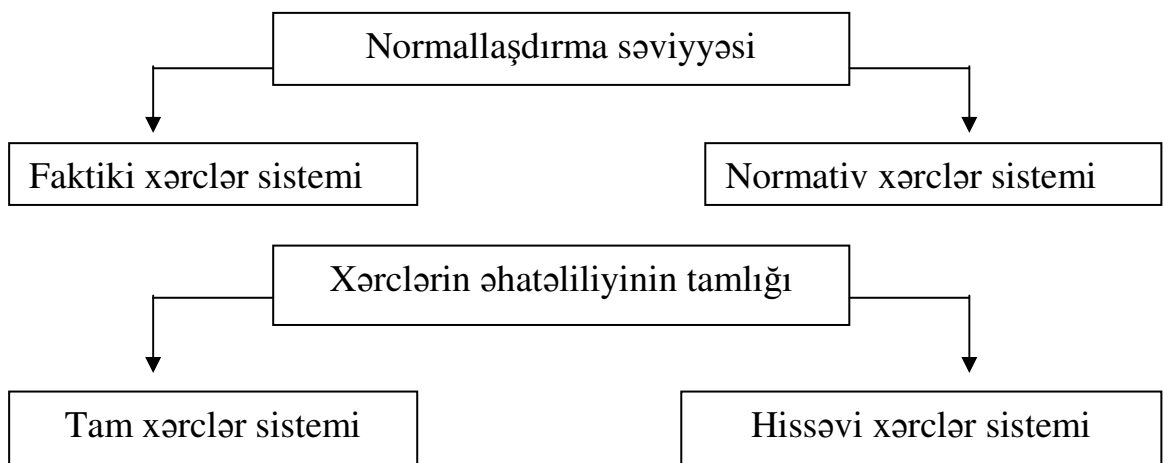 Normallaşdırma səviyyəsi
Faktiki xərclər sistemi
Normativ xərclər sistemi
Xərclərin əhatəliliyinin tamlığı
Tam xərclər sistemi
Hissəvi xərclər sistemi